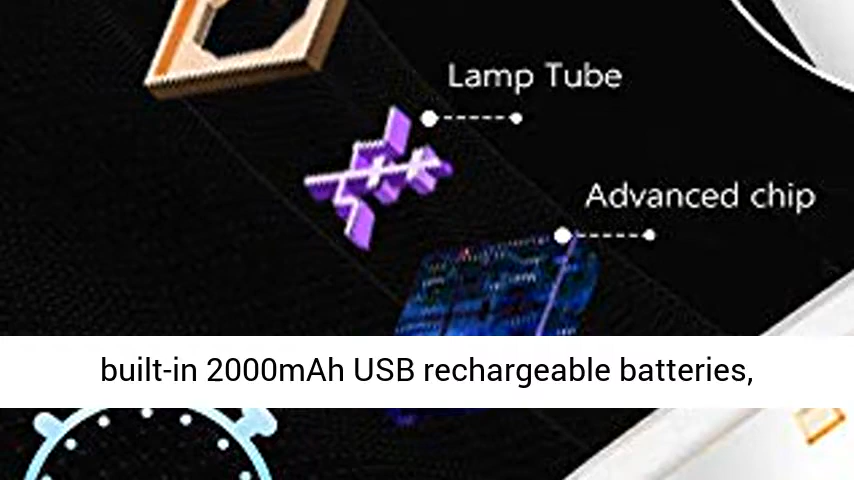 Lamp Tube
Advanced chip
built-in 2000mAh USB rechargeable batteries,